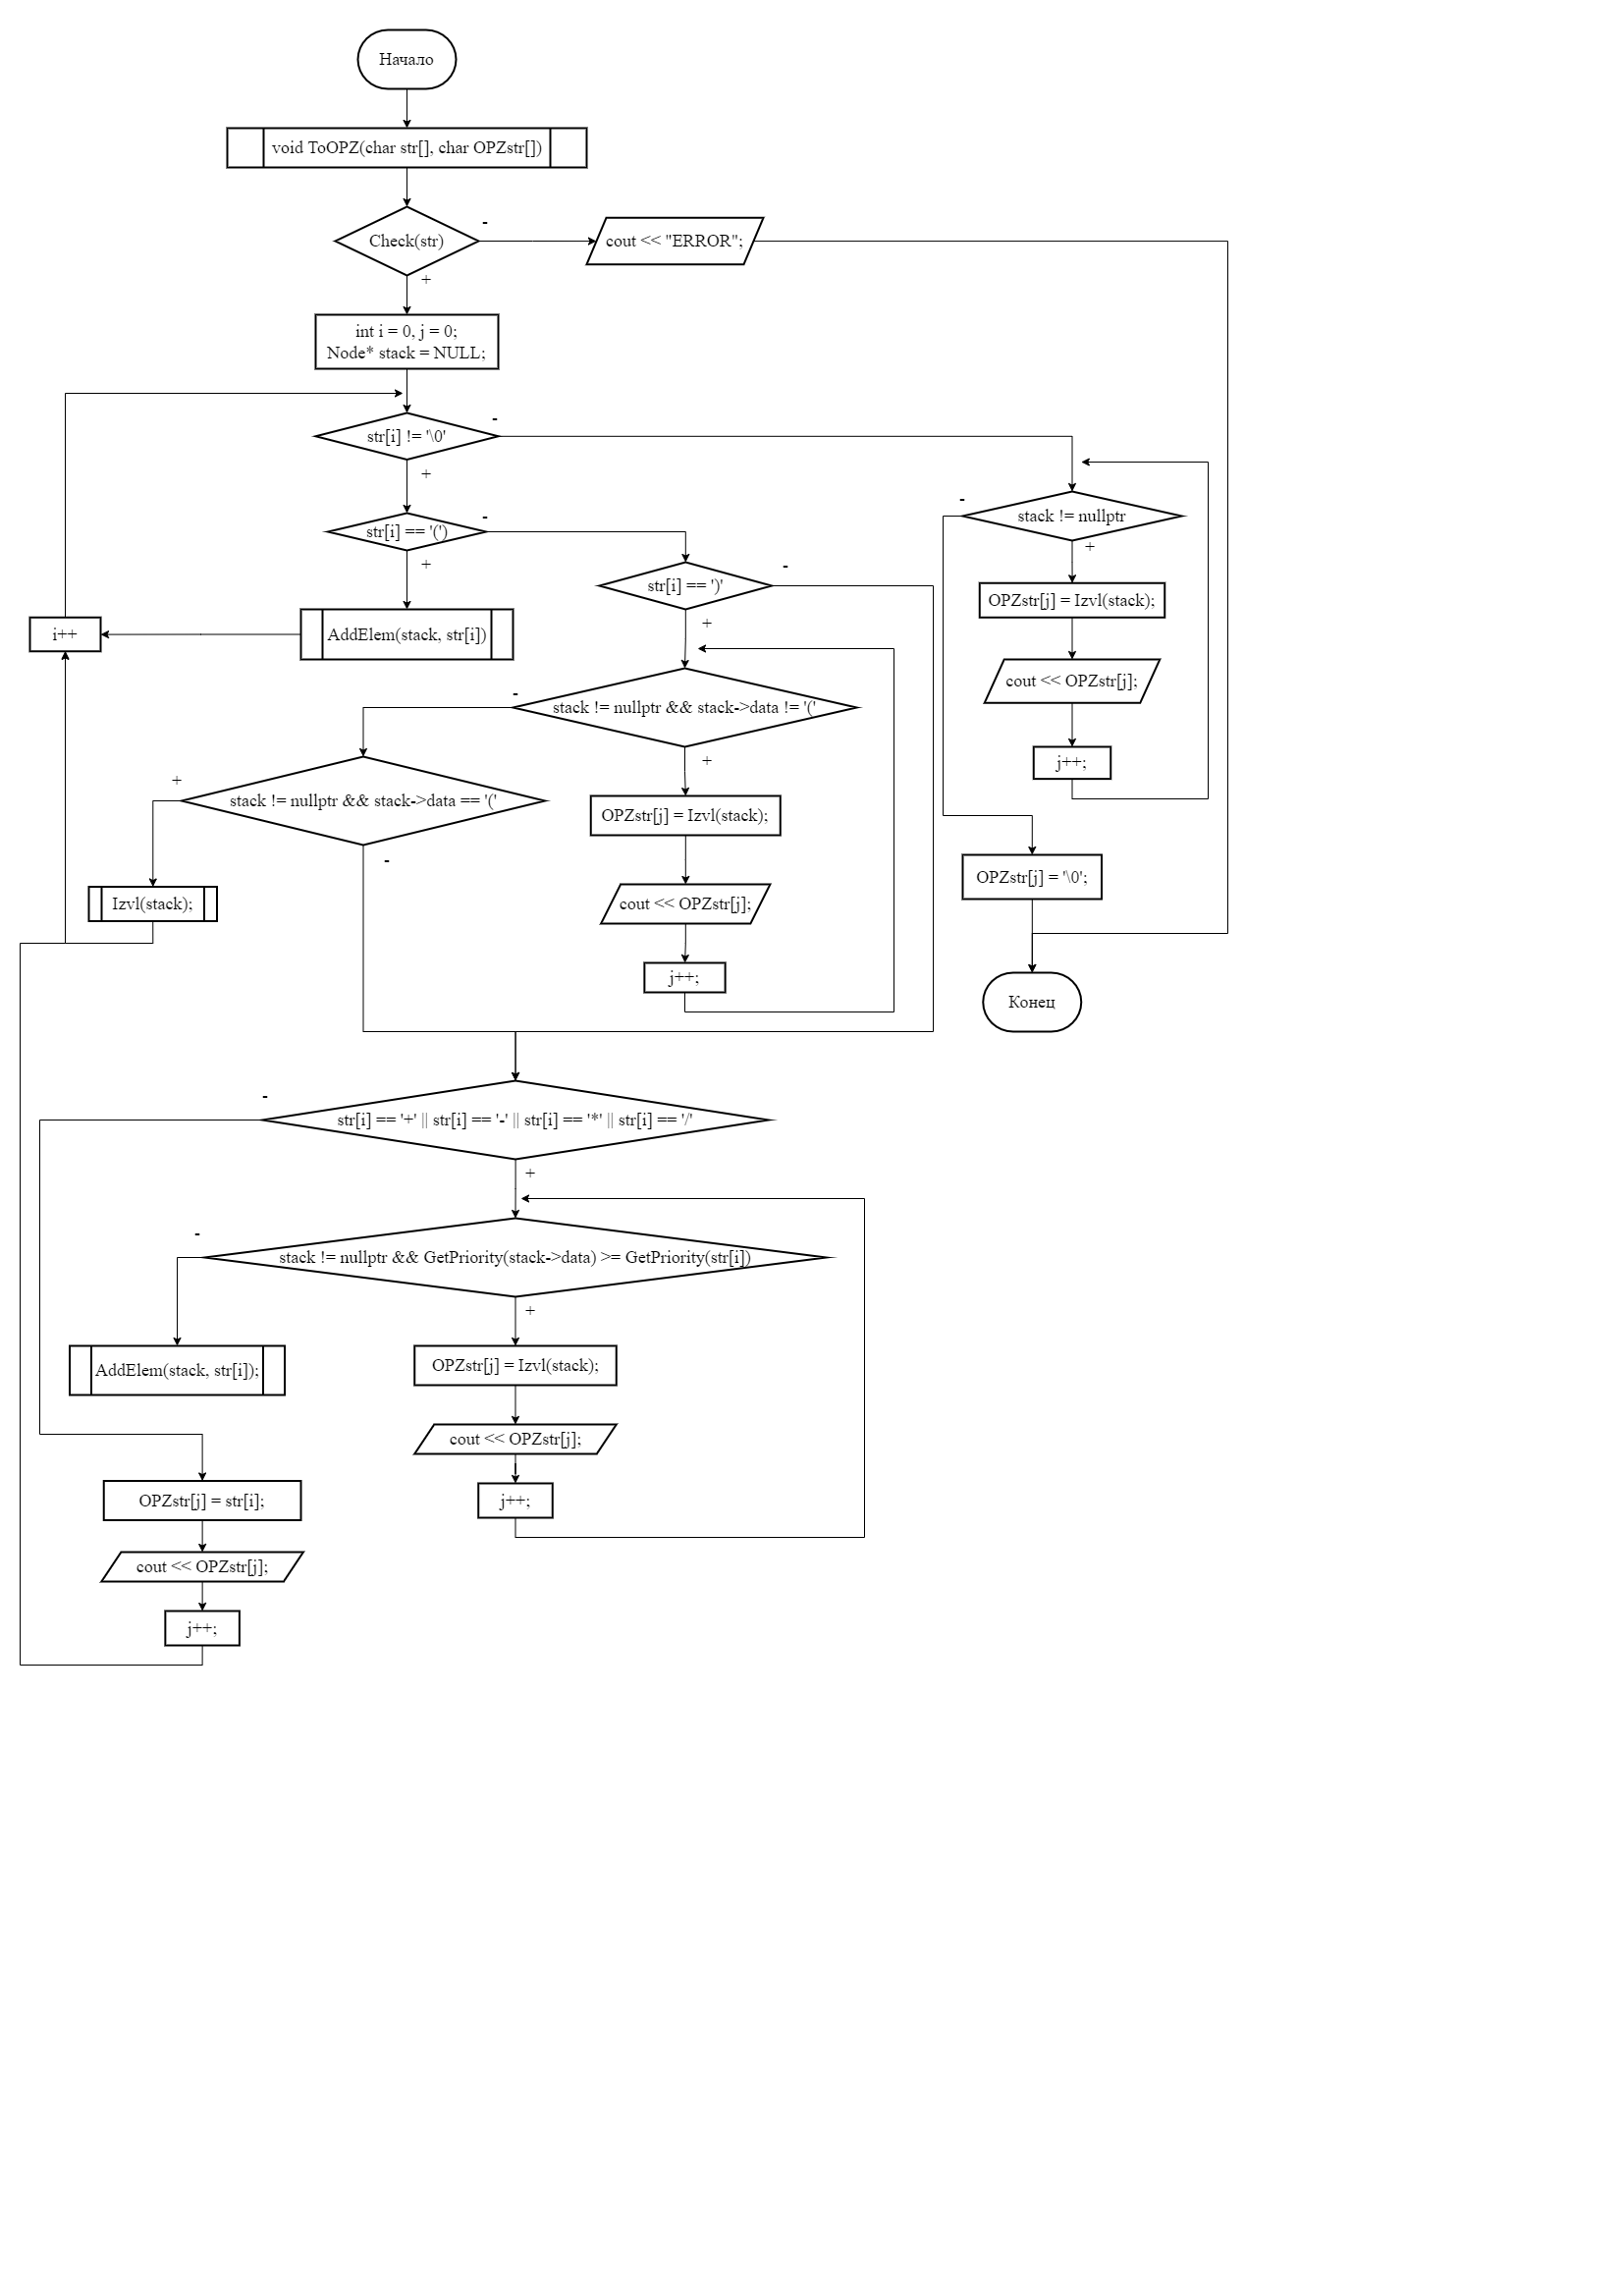 Начало
void ToOPZ(char str[], char OPZstr[])
-
Check(str)
cout << "ERROR";
+
int i = 0, j = 0;
Node* stack = NULL;
-
str[i] != '\0'
+
-
str[i] == '(')
+
-
stack != nullptr
+
-
str[i] == ')'
OPZstr[j] = Izvl(stack);
+
i++
AddElem(stack, str[i])
cout << OPZstr[j];
-
stack != nullptr && stack->data != '('
+
j++;
+
stack != nullptr && stack->data == '('
-
OPZstr[j] = Izvl(stack);
OPZstr[j] = '\0';
Izvl(stack);
cout << OPZstr[j];
j++;
Конец
-
str[i] == '+' || str[i] == '-' || str[i] == '*' || str[i] == '/'
+
-
stack != nullptr && GetPriority(stack->data) >= GetPriority(str[i])
+
AddElem(stack, str[i]);
OPZstr[j] = Izvl(stack);
cout << OPZstr[j];
OPZstr[j] = str[i];
j++;
cout << OPZstr[j];
j++;